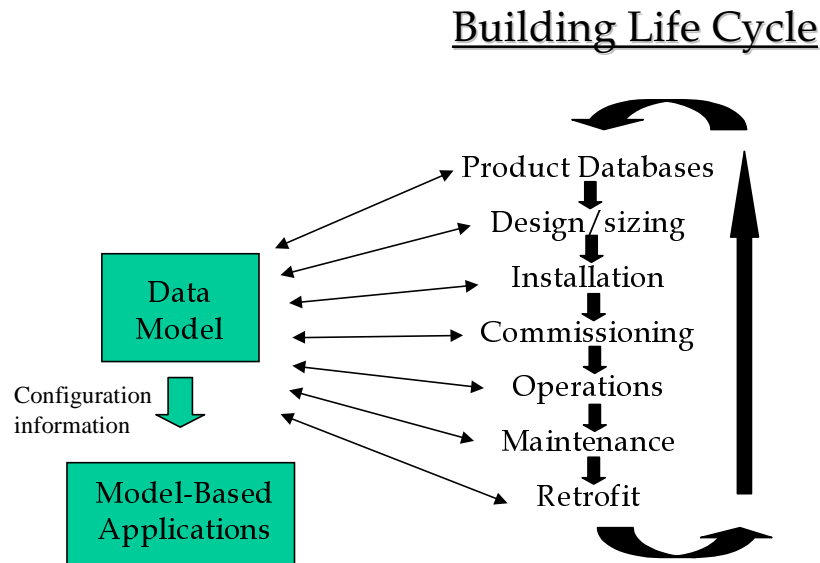 Building Life Cycle
Product Databases
Design/sizing
Installation
Commissioning
Operations
Maintenance
Retrofit
Data
Model
Configuration
information
Model-Based
Applications